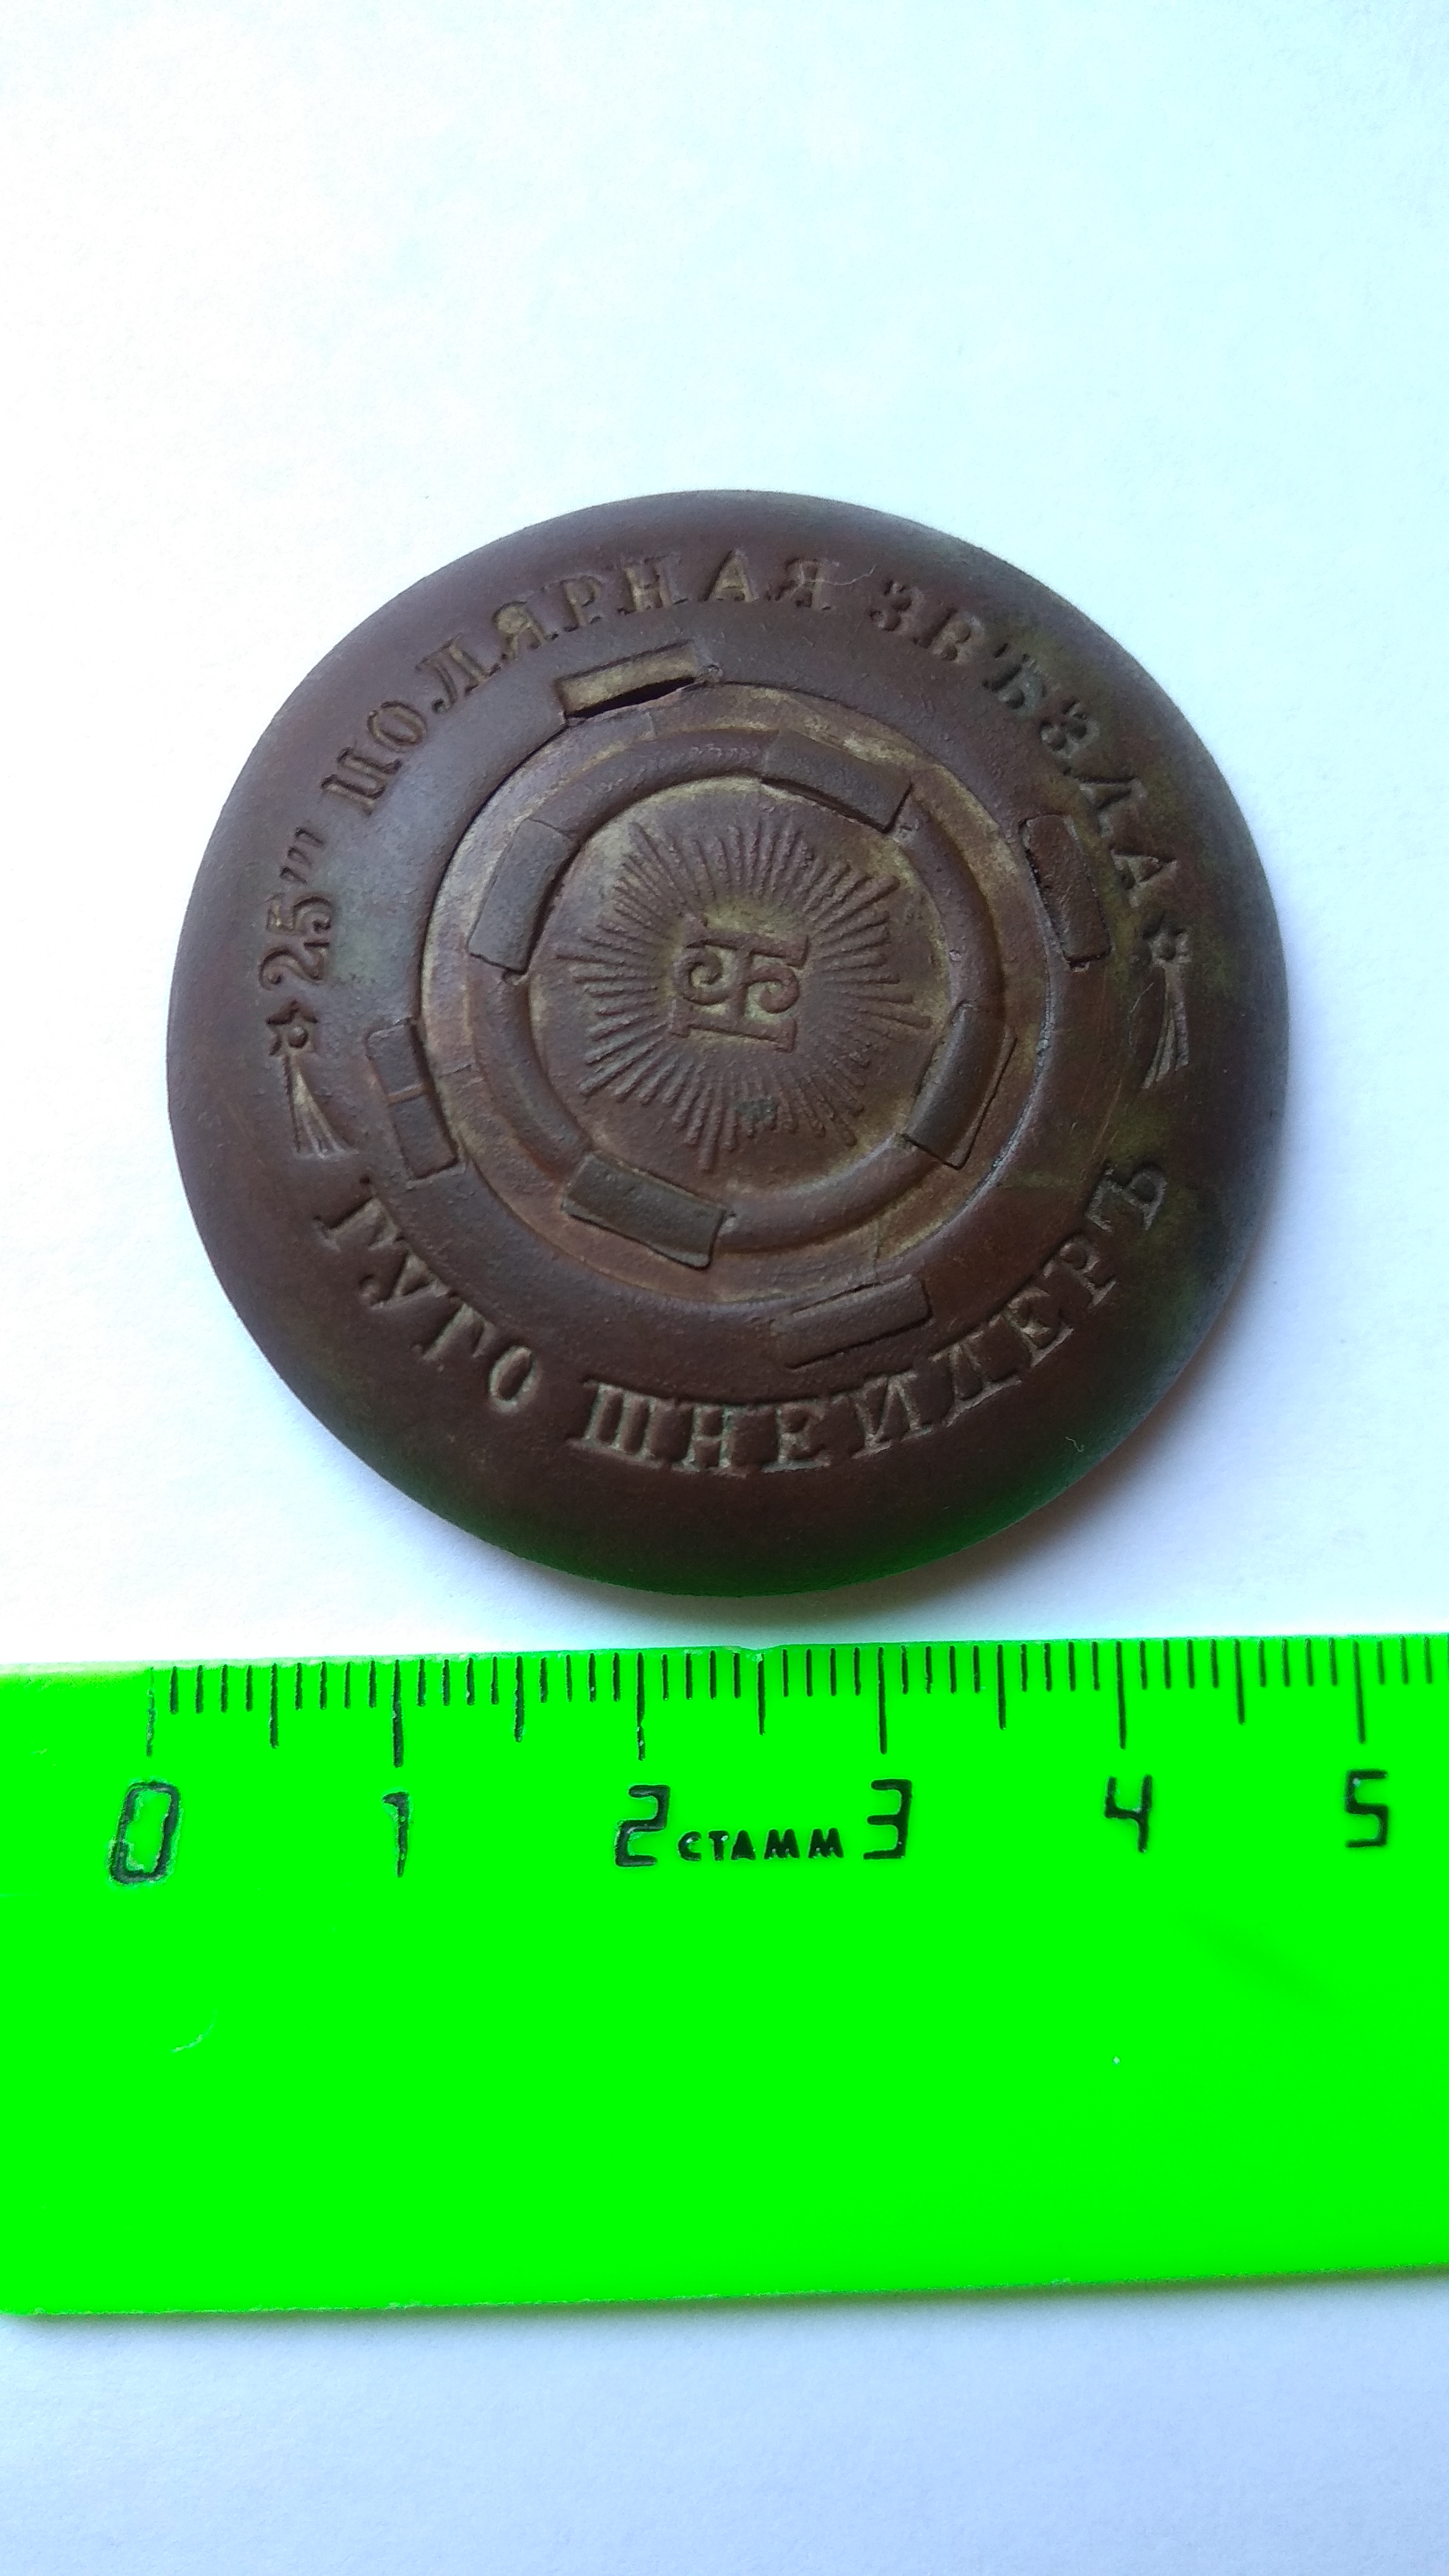 25''' ПОЛЯРНАЯ ЗВѢЗДА
ГУГО ШНЕЙДЕРЪ
0 1 2 СТАММ 3 4 5